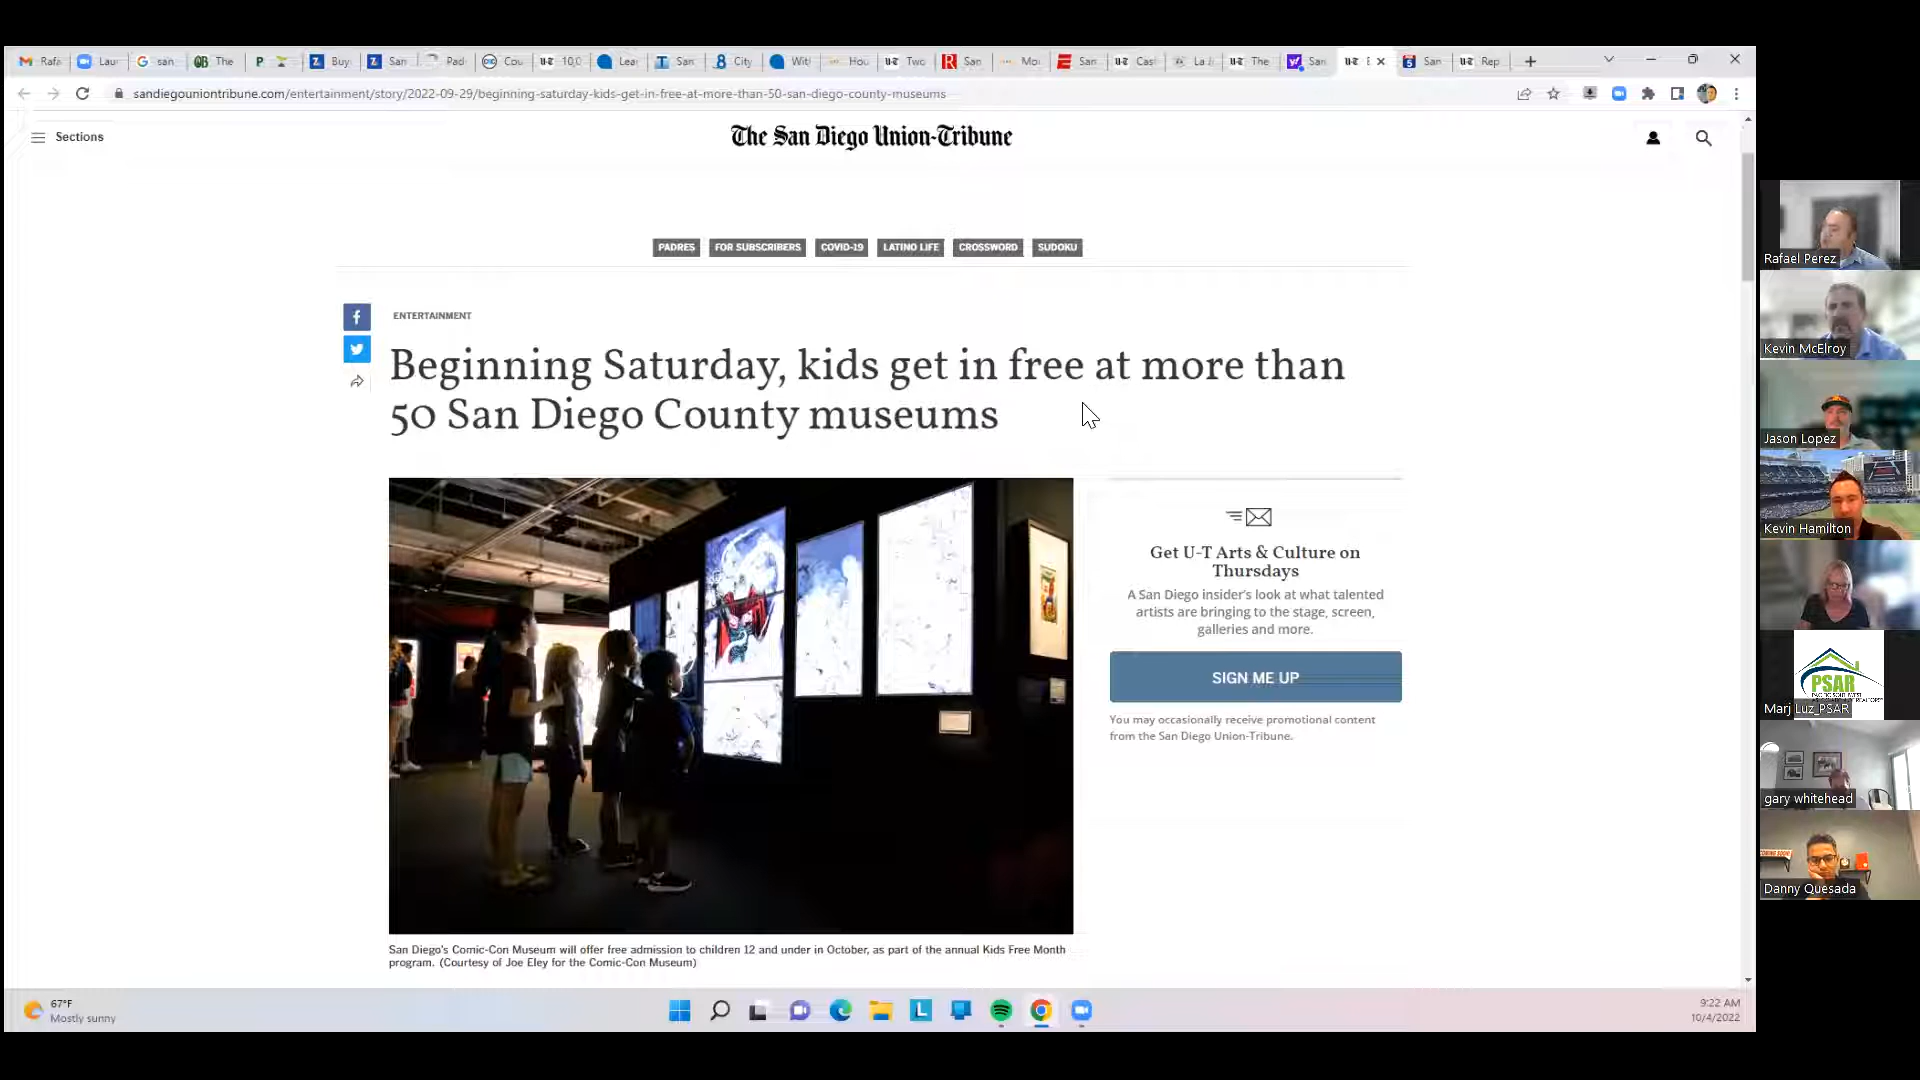 Rafa
Lau
san
The
Buy
San
Pad
Cou
10,0
Lea
San
City
Wit
Hou
Two
San
Mo
San
Cas
La J
The
San
E
San
Rep
sandiegouniontribune.com/entertainment/story/2022-09-29/beginning-saturday-kids-get-in-free-at-more-than-50-san-diego-county-museums
Sections
The San Diego Union-Tribune
PADRES
FOR SUBSCRIBERS
COVID-19
LATINO LIFE
CROSSWORD
SUDOKU
ENTERTAINMENT
Beginning Saturday, kids get in free at more than
50 San Diego County museums
Get U-T Arts & Culture on
Thursdays
A San Diego insider's look at what talented
artists are bringing to the stage, screen,
galleries and more.
SIGN ME UP
You may occasionally receive promotional content
from the San Diego Union-Tribune.
San Diego's Comic-Con Museum will offer free admission to children 12 and under in October, as part of the annual Kids Free Month
program. (Courtesy of Joe Eley for the Comic-Con Museum)
67°F
Mostly sunny
9:22 AM
10/4/2022
Rafael Perez
Kevin McElroy
Jason Lopez
Kevin Hamilton
PSAR
Marj Luz_PSAR
gary whitehead
COMING SOON
Danny Quesada